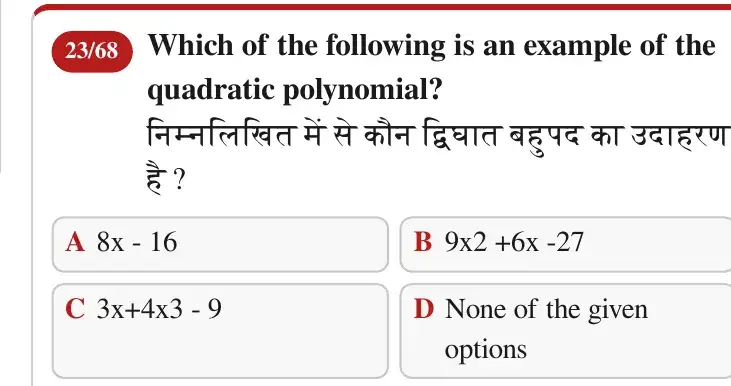 23/68 Which of the following is an example of the
quadratic polynomial?
निम्नलिखित में से कौन द्विघात बहुपद का उदाहरण
है ?
A 8x - 16
B 9x2 +6x -27
C 3x+4x3 - 9
D None of the given
options